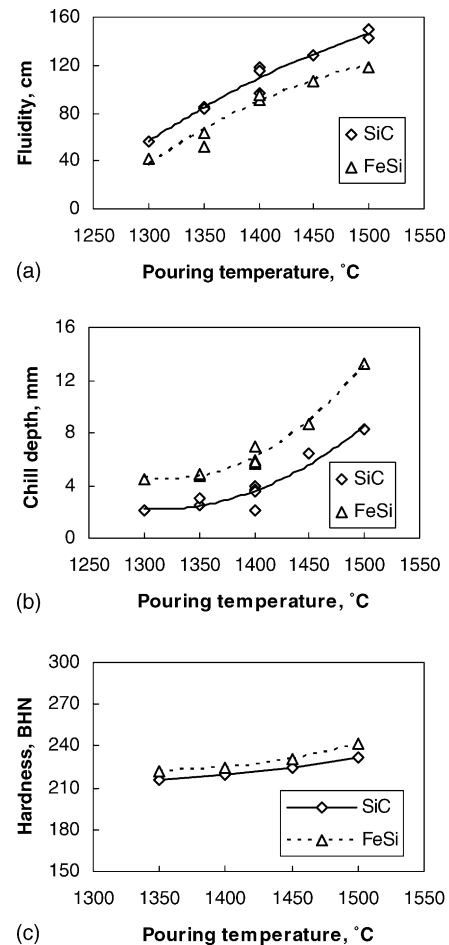 160
120
80
40
0
Fluidity, cm
SiC
FeSi
1250 1300 1350 1400 1450 1500 1550
(a) Pouring temperature, ˚C
16
12
8
4
0
Chill depth, mm
SiC
FeSi
1250 1300 1350 1400 1450 1500 1550
(b) Pouring temperature, ˚C
300
270
240
210
180
150
Hardness, BHN
SiC
FeSi
1300 1350 1400 1450 1500 1550
(c) Pouring temperature, ˚C